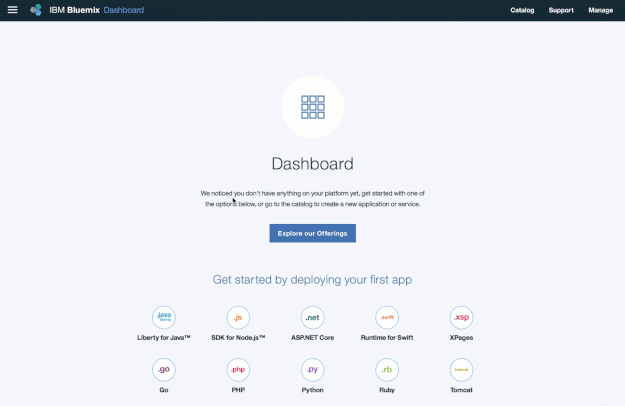 IBM Bluemix Dashboard Catalog Support Manage
Dashboard
We noticed you don't have anything on your platform yet, get started with one of
the options below, or go to the catalog to create a new application or service.
Explore our Offerings
Get started by deploying your first app
java .js .net .swift .xsp
liberty
Liberty for Java™ SDK for Node.js™ ASP.NET Core Runtime for Swift XPages
.go .php .py .rb tomcat
Go PHP Python Ruby Tomcat